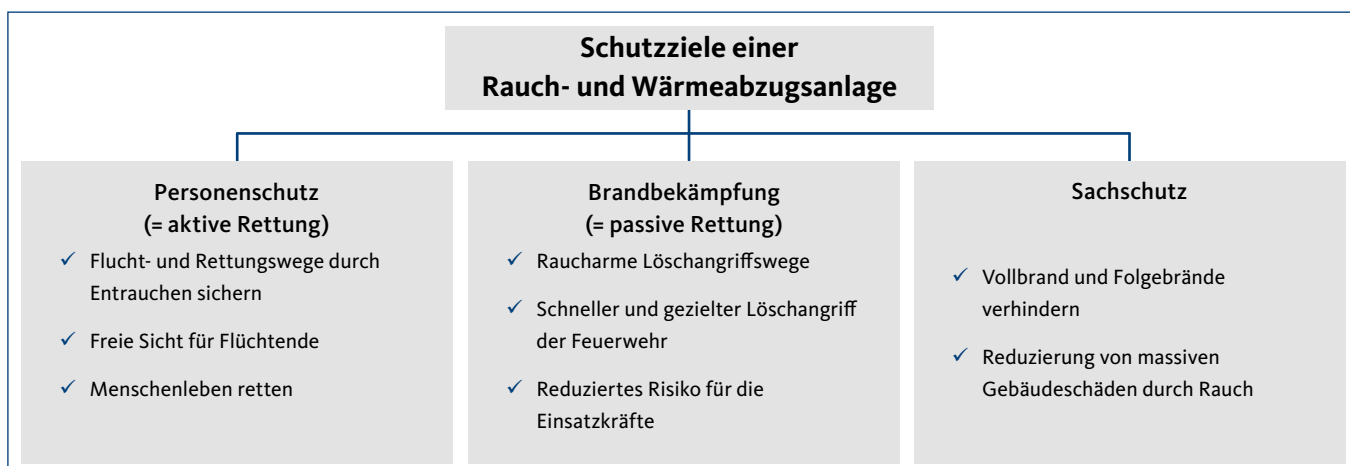 Schutzziele einer
Rauch- und Wärmeabzugsanlage
Personenschutz
(= aktive Rettung)
✓ Flucht- und Rettungswege durch
Entrauchen sichern
✓ Freie Sicht für Flüchtende
✓ Menschenleben retten
Brandbekämpfung
(= passive Rettung)
✓ Raucharme Löschangriffswege
✓ Schneller und gezielter Löschangriff
der Feuerwehr
✓ Reduziertes Risiko für die
Einsatzkräfte
Sachschutz
✓ Vollbrand und Folgebrände
verhindern
✓ Reduzierung von massiven
Gebäudeschäden durch Rauch